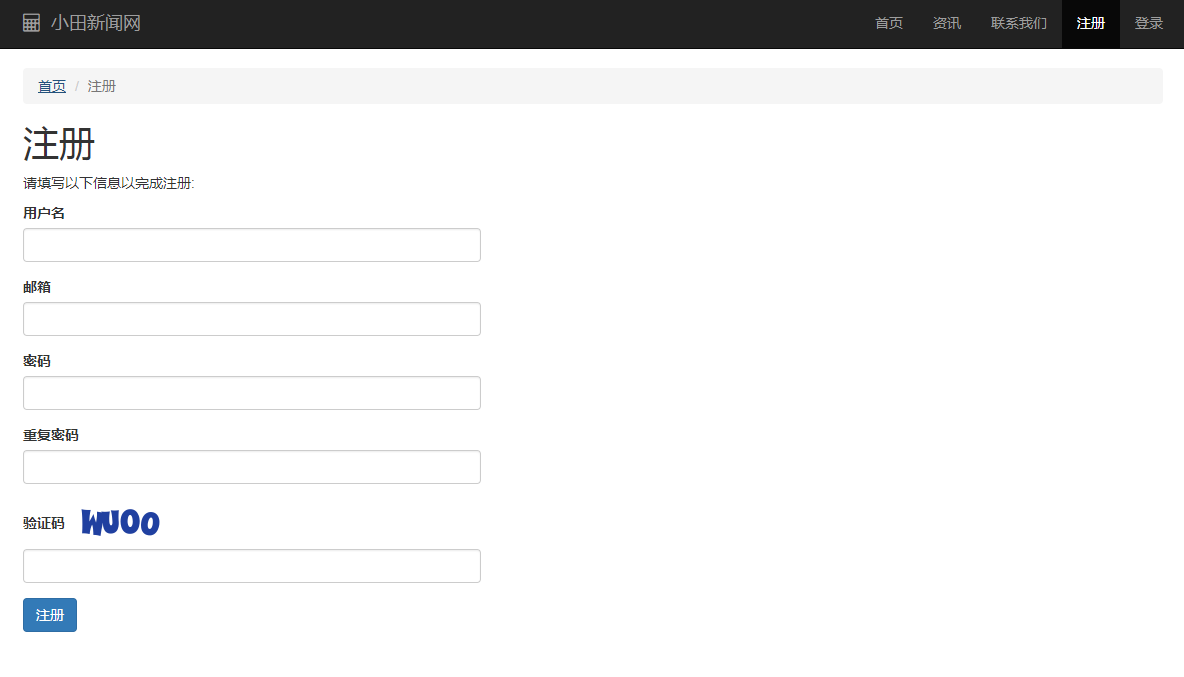 小田新闻网 首页 资讯 联系我们 注册 登录
首页 / 注册
注册
请填写以下信息以完成注册:
用户名
邮箱
密码
重复密码
验证码 WUOO
注册